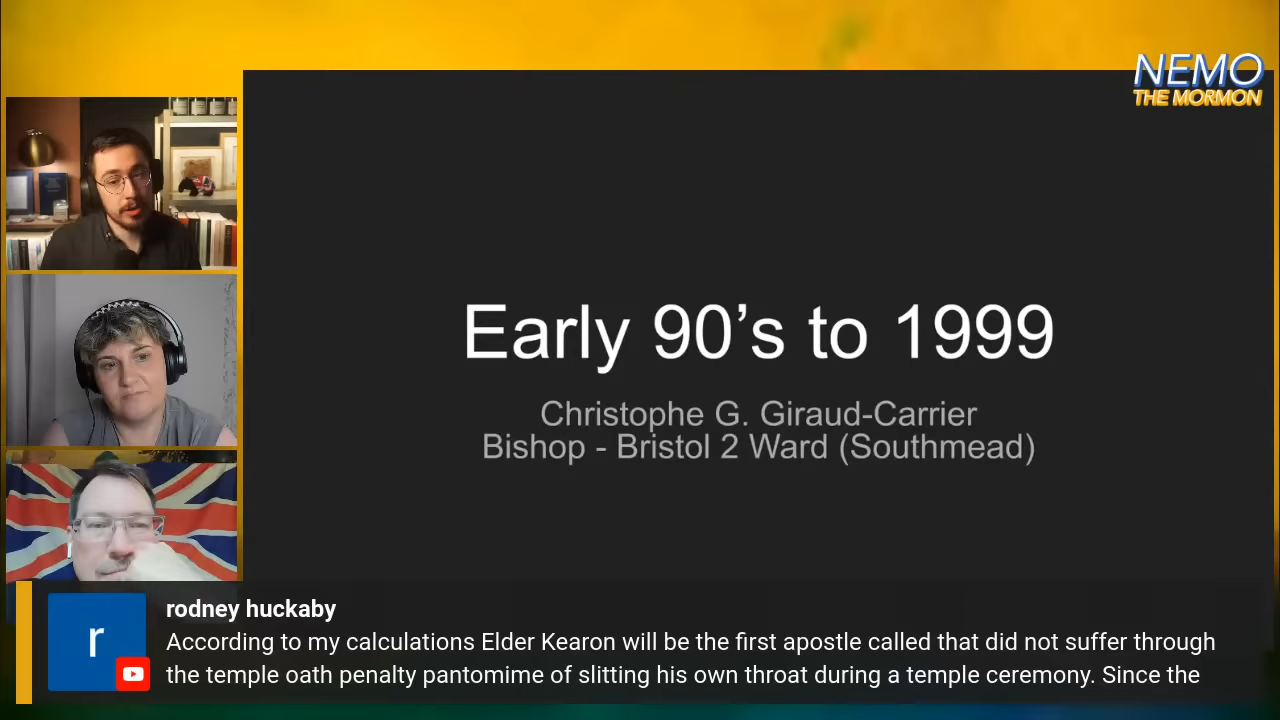 NEMO
THE MORMON
Early 90’s to 1999
Christophe G. Giraud-Carrier
Bishop - Bristol 2 Ward (Southmead)
r
rodney huckaby
According to my calculations Elder Kearon will be the first apostle called that did not suffer through
the temple oath penalty pantomime of slitting his own throat during a temple ceremony. Since the